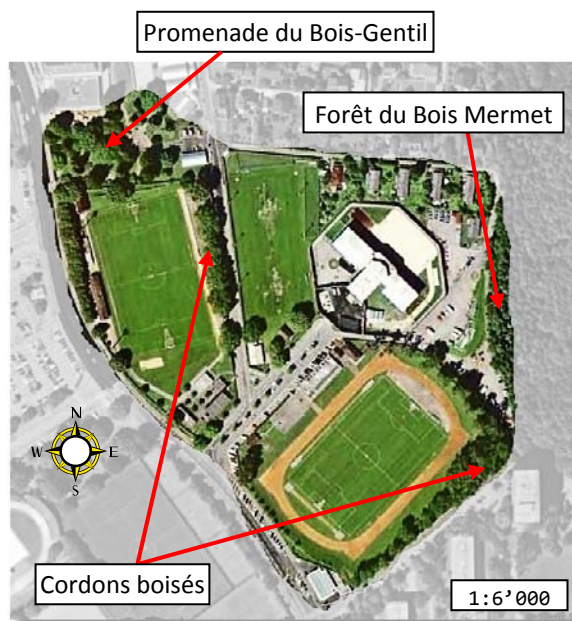 Promenade du Bois-Gentil
Forêt du Bois Mermet
N
W E
S
Cordons boisés
1:6’000